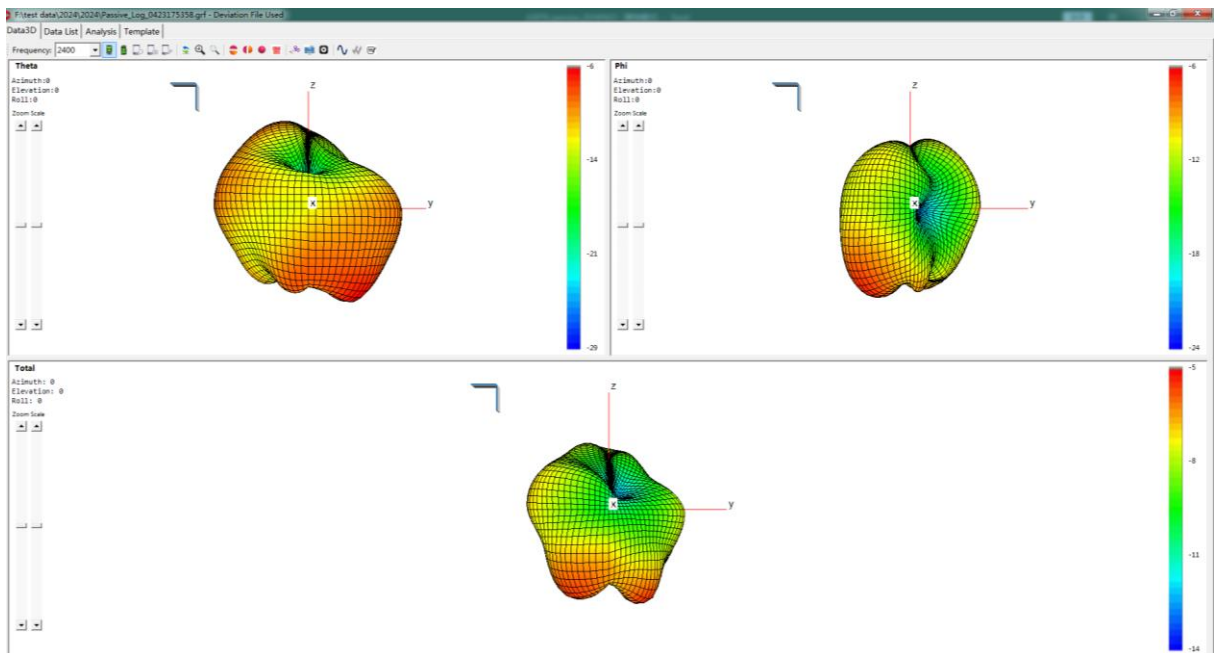 F:\test data\2024\2024\Passive_Log_0423175358.grf - Deviation File Used
Data3D Data List Analysis Template
Frequency: 2400
Theta
Azimuth:0
Elevation:0
Roll:0
Zoom Scale
z
x
y
-6
-14
-21
-29
Phi
Azimuth:0
Elevation:0
Roll:0
Zoom Scale
z
x
y
-6
-12
-18
-24
Total
Azimuth: 0
Elevation: 0
Roll: 0
Zoom Scale
z
x
y
-5
-8
-11
-14